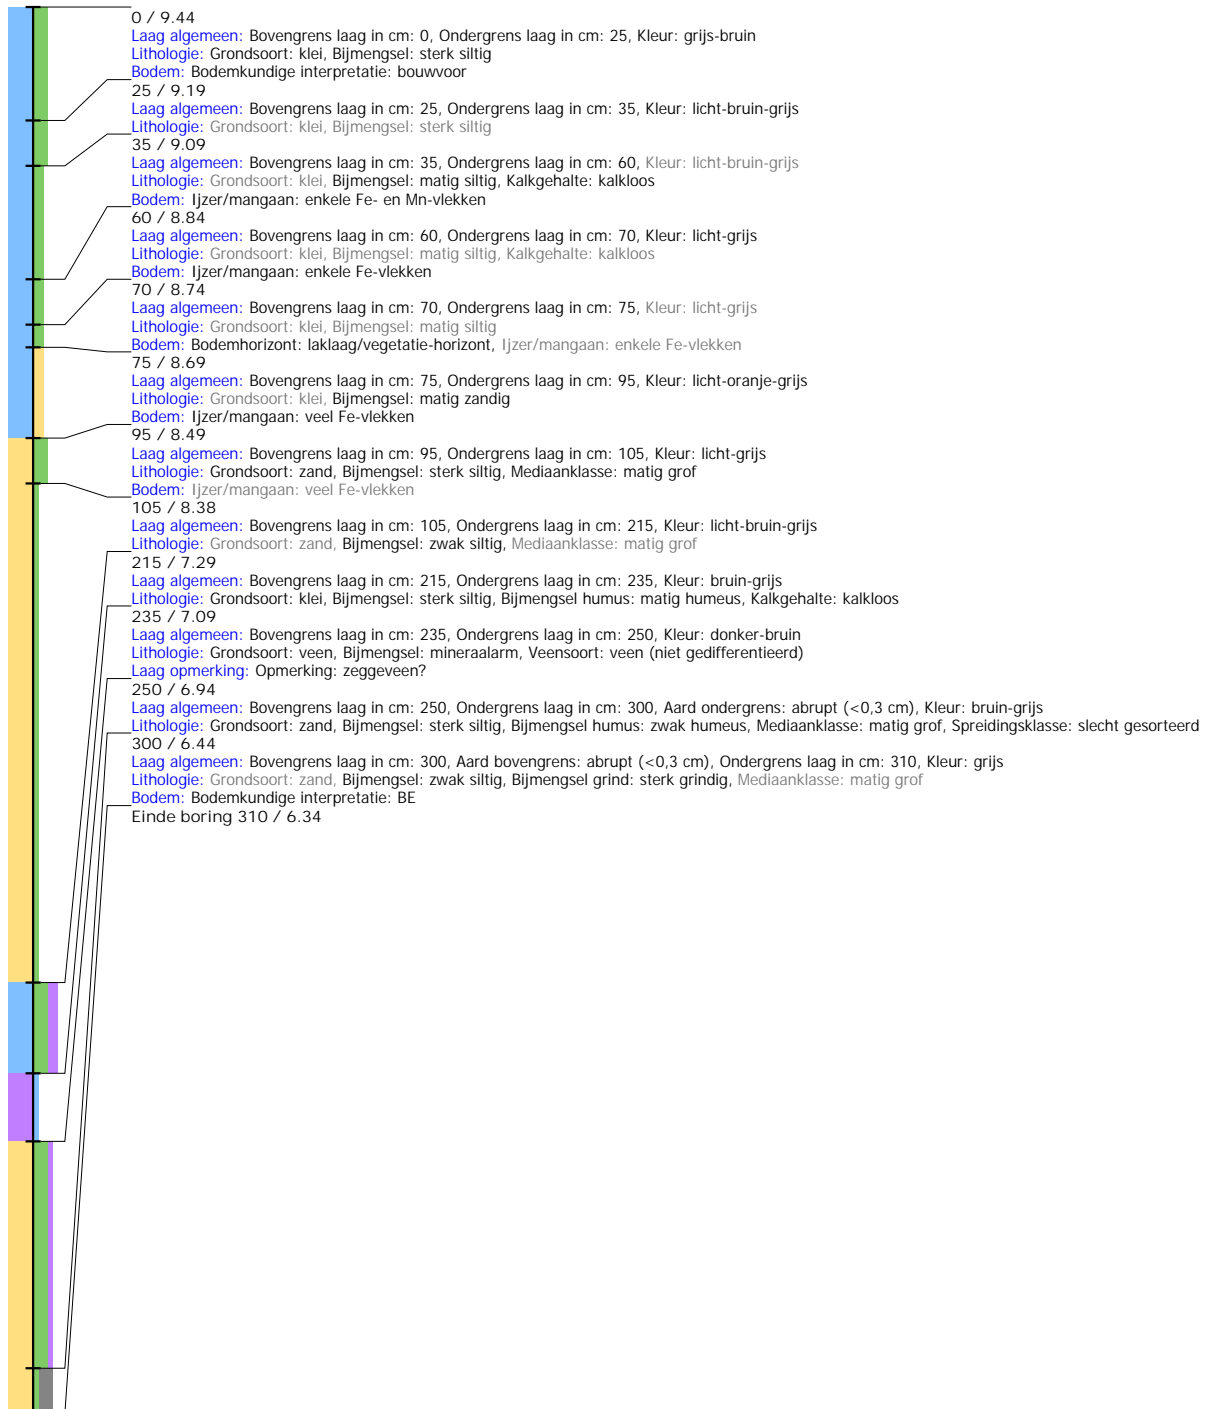 0 / 9.44
Laag algemeen: Bovengrens laag in cm: 0, Ondergrens laag in cm: 25, Kleur: grijs-bruin
Lithologie: Grondsoort: klei, Bijmengsel: sterk siltig
Bodem: Bodemkundige interpretatie: bouwvoor
25 / 9.19
Laag algemeen: Bovengrens laag in cm: 25, Ondergrens laag in cm: 35, Kleur: licht-bruin-grijs
Lithologie: Grondsoort: klei, Bijmengsel: sterk siltig
35 / 9.09
Laag algemeen: Bovengrens laag in cm: 35, Ondergrens laag in cm: 60, Kleur: licht-bruin-grijs
Lithologie: Grondsoort: klei, Bijmengsel: matig siltig, Kalkgehalte: kalkloos
Bodem: Ijzer/mangaan: enkele Fe- en Mn-vlekken
60 / 8.84
Laag algemeen: Bovengrens laag in cm: 60, Ondergrens laag in cm: 70, Kleur: licht-grijs
Lithologie: Grondsoort: klei, Bijmengsel: matig siltig, Kalkgehalte: kalkloos
Bodem: Ijzer/mangaan: enkele Fe-vlekken
70 / 8.74
Laag algemeen: Bovengrens laag in cm: 70, Ondergrens laag in cm: 75, Kleur: licht-grijs
Lithologie: Grondsoort: klei, Bijmengsel: matig siltig
Bodem: Bodemhorizont: laklaag/vegetatie-horizont, Ijzer/mangaan: enkele Fe-vlekken
75 / 8.69
Laag algemeen: Bovengrens laag in cm: 75, Ondergrens laag in cm: 95, Kleur: licht-oranje-grijs
Lithologie: Grondsoort: klei, Bijmengsel: matig zandig
Bodem: Ijzer/mangaan: veel Fe-vlekken
95 / 8.49
Laag algemeen: Bovengrens laag in cm: 95, Ondergrens laag in cm: 105, Kleur: licht-grijs
Lithologie: Grondsoort: zand, Bijmengsel: sterk siltig, Mediaanklasse: matig grof
Bodem: Ijzer/mangaan: veel Fe-vlekken
105 / 8.38
Laag algemeen: Bovengrens laag in cm: 105, Ondergrens laag in cm: 215, Kleur: licht-bruin-grijs
Lithologie: Grondsoort: zand, Bijmengsel: zwak siltig, Mediaanklasse: matig grof
215 / 7.29
Laag algemeen: Bovengrens laag in cm: 215, Ondergrens laag in cm: 235, Kleur: bruin-grijs
Lithologie: Grondsoort: klei, Bijmengsel: sterk siltig, Bijmengsel humus: matig humeus, Kalkgehalte: kalkloos
235 / 7.09
Laag algemeen: Bovengrens laag in cm: 235, Ondergrens laag in cm: 250, Kleur: donker-bruin
Lithologie: Grondsoort: veen, Bijmengsel: mineraalarm, Veensoort: veen (niet gedifferentieerd)
Laag opmerking: Opmerking: zeggeveen?
250 / 6.94
Laag algemeen: Bovengrens laag in cm: 250, Ondergrens laag in cm: 300, Aard ondergrens: abrupt (<0,3 cm), Kleur: bruin-grijs
Lithologie: Grondsoort: zand, Bijmengsel: sterk siltig, Bijmengsel humus: zwak humeus, Mediaanklasse: matig grof, Spreidingsklasse: slecht gesorteerd
300 / 6.44
Laag algemeen: Bovengrens laag in cm: 300, Aard bovengrens: abrupt (<0,3 cm), Ondergrens laag in cm: 310, Kleur: grijs
Lithologie: Grondsoort: zand, Bijmengsel: zwak siltig, Bijmengsel grind: sterk grindig, Mediaanklasse: matig grof
Bodem: Bodemkundige interpretatie: BE
Einde boring 310 / 6.34